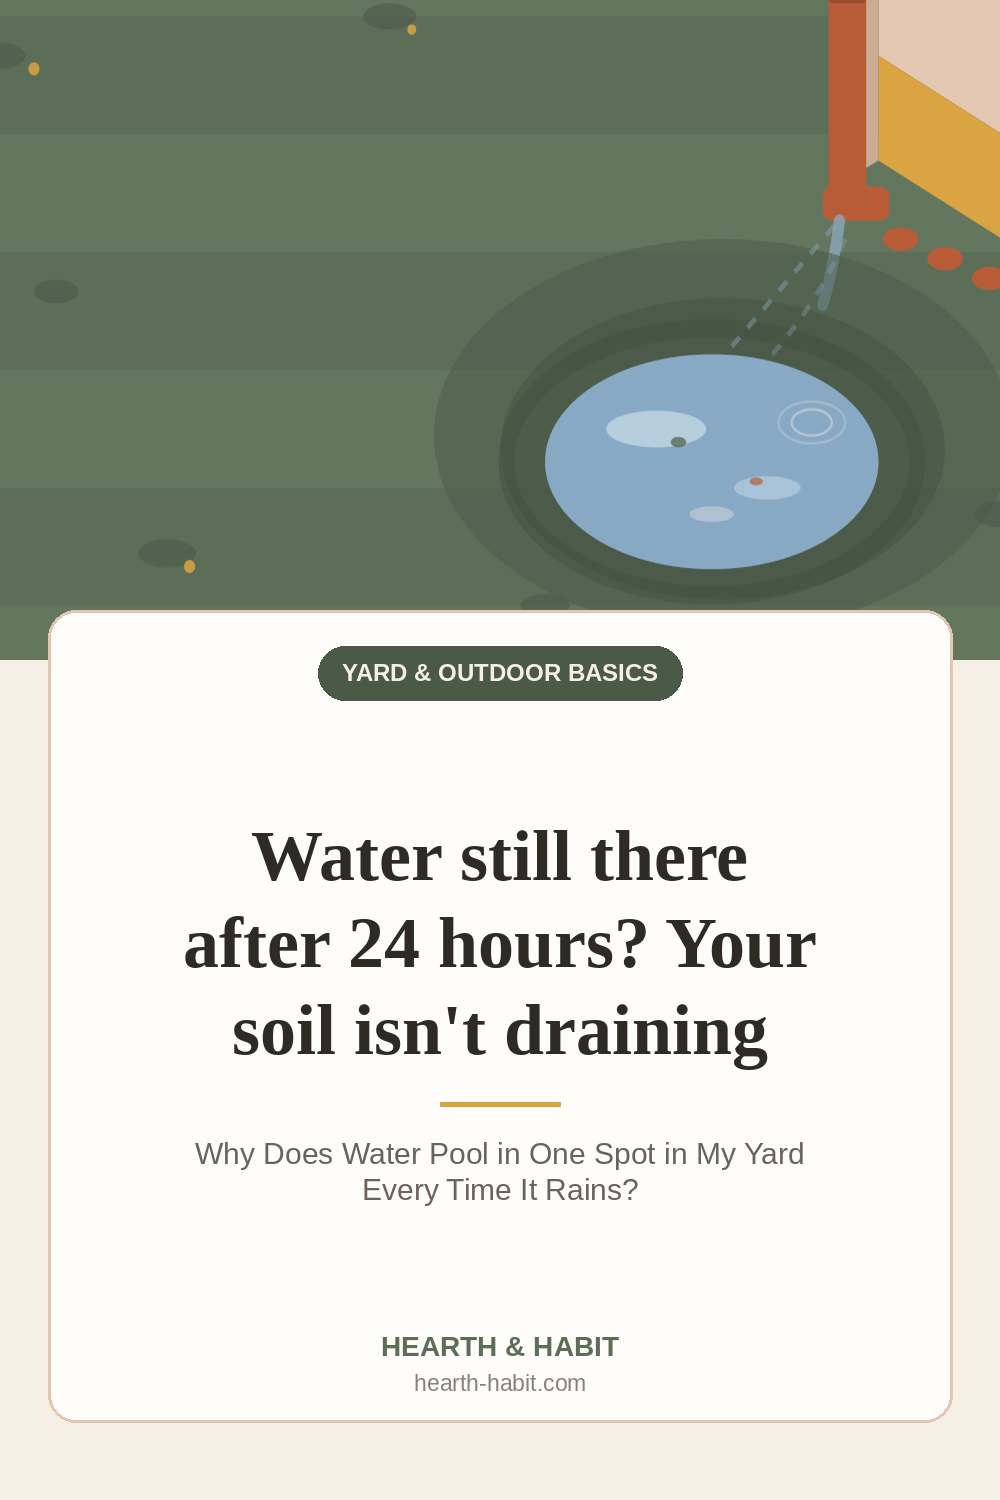 YARD & OUTDOOR BASICS
Water still there
after 24 hours? Your
soil isn't draining
Why Does Water Pool in One Spot in My Yard
Every Time It Rains?
HEARTH & HABIT
hearth-habit.com